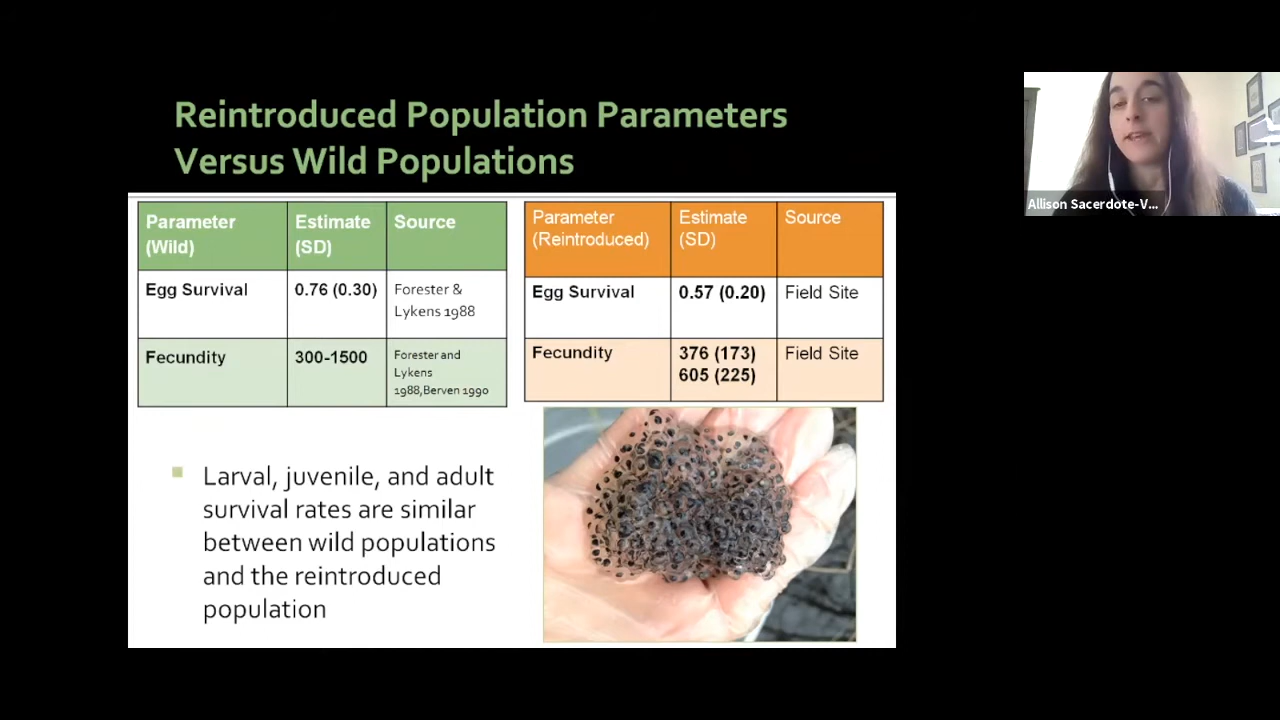 Reintroduced Population Parameters
Versus Wild Populations
Parameter
(Wild)
Estimate
(SD)
Source
Egg Survival
0.76 (0.30)
Forester &
Lykens 1988
Fecundity
300-1500
Forester and
Lykens
1988,Berven 1990
Parameter
(Reintroduced)
Estimate
(SD)
Source
Egg Survival
0.57 (0.20)
Field Site
Fecundity
376 (173)
605 (225)
Field Site
Larval, juvenile, and adult
survival rates are similar
between wild populations
and the reintroduced
population
Allison Sacerdote-V...